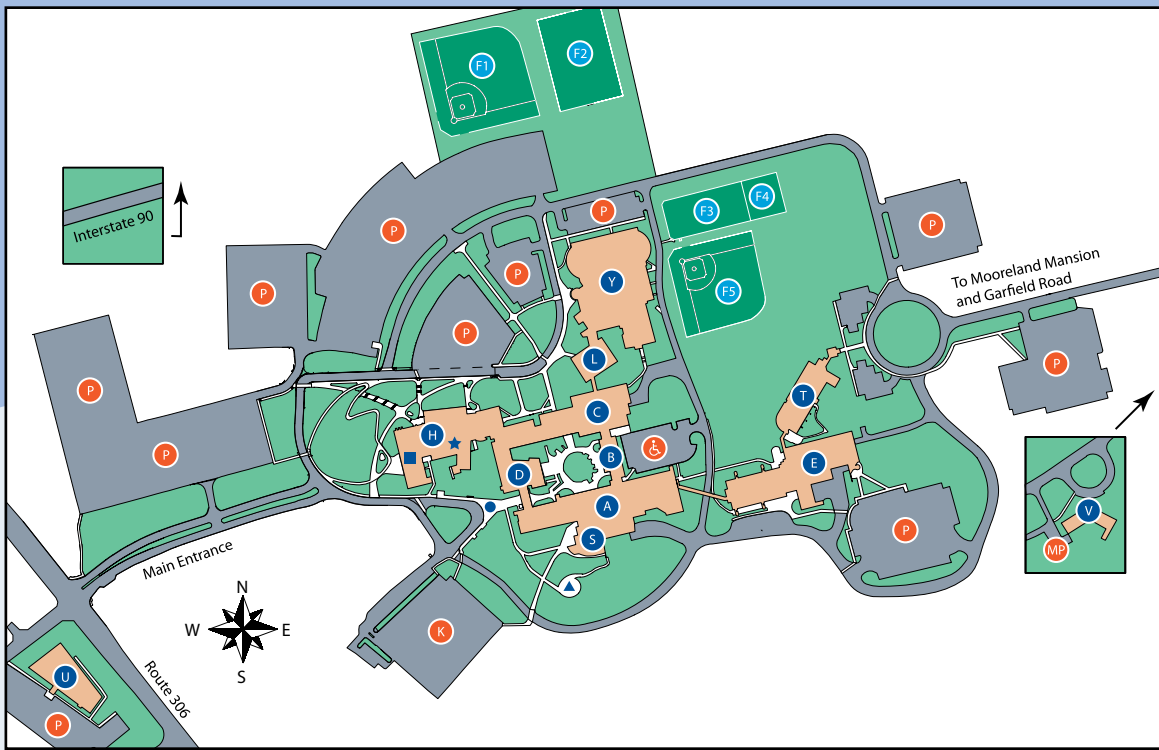 F1
F2
F3
F4
F5
P
P
P
P
P
P
P
P
P
P
P
P
Interstate 90
Y
L
C
H
D
B
A
S
T
E
To Mooreland Mansion
and Garfield Road
V
MP
Main Entrance
K
N
W
E
S
Route 306
U